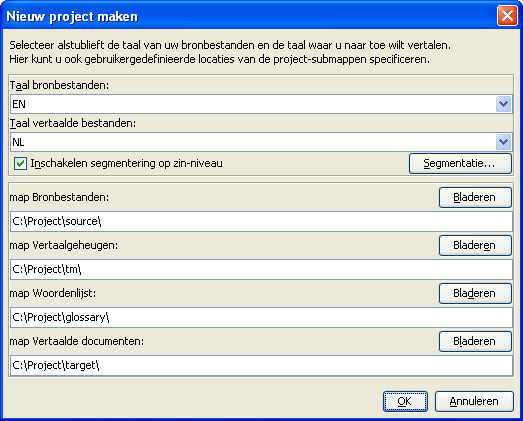 Nieuw project maken
Selecteer alstublieft de taal van uw bronbestanden en de taal waar u naar toe wilt vertalen.
Hier kunt u ook gebuikergedefinieerde locaties van de project-submappen specificeren.
Taal bronbestanden:
EN
Taal vertaalde bestanden:
NL
Inschakelen segmentering op zin-niveau Segmentatie...
map Bronbestanden: Bladeren
C:\Project\source\
map Vertaalgeheugen: Bladeren
C:\Project\tm\
map Woordenlijst: Bladeren
C:\Project\glossary\
map Vertaalde documenten: Bladeren
C:\Project\target\
OK Annuleren